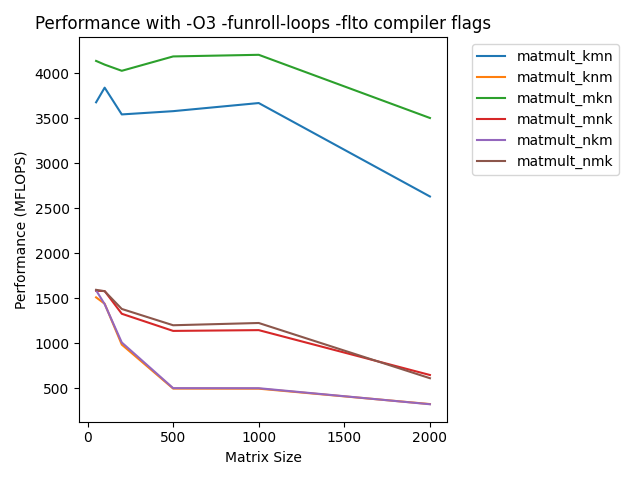 Performance with -O3 -funroll-loops -flto compiler flags
matmult_kmn
matmult_knm
matmult_mkn
matmult_mnk
matmult_nkm
matmult_nmk
Performance (MFLOPS)
4000
3500
3000
2500
2000
1500
1000
500
0
500
1000
1500
2000
Matrix Size